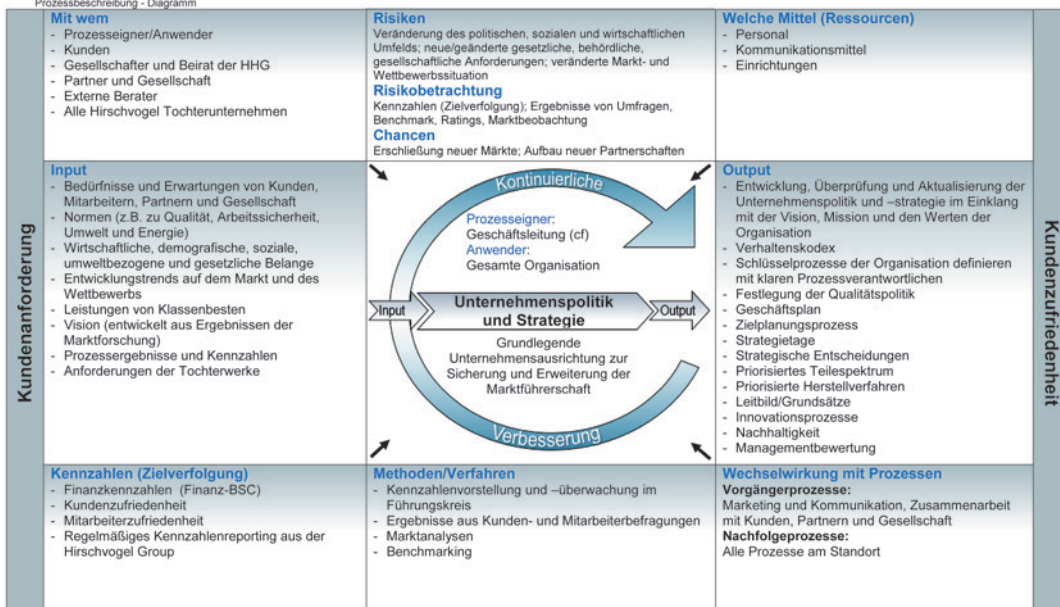 Prozessbeschreibung - Diagramm
Kundenanforderung
Mit wem
- Prozesseigner/Anwender
- Kunden
- Gesellschafter und Beirat der HHG
- Partner und Gesellschaft
- Externe Berater
- Alle Hirschvogel Tochterunternehmen
Risiken
Veränderung des politischen, sozialen und wirtschaftlichen
Umfelds; neue/geänderte gesetzliche, behördliche,
gesellschaftliche Anforderungen; veränderte Markt- und
Wettbewerbssituation
Risikobetrachtung
Kennzahlen (Zielverfolgung); Ergebnisse von Umfragen,
Benchmark, Ratings, Marktbeobachtung
Chancen
Erschließung neuer Märkte; Aufbau neuer Partnerschaften
Welche Mittel (Ressourcen)
- Personal
- Kommunikationsmittel
- Einrichtungen
Input
- Bedürfnisse und Erwartungen von Kunden,
Mitarbeitern, Partnern und Gesellschaft
- Normen (z.B. zu Qualität, Arbeitssicherheit,
Umwelt und Energie)
- Wirtschaftliche, demografische, soziale,
umweltbezogene und gesetzliche Belange
- Entwicklungstrends auf dem Markt und des
Wettbewerbs
- Leistungen von Klassenbesten
- Vision (entwickelt aus Ergebnissen der
Marktforschung)
- Prozessergebnisse und Kennzahlen
- Anforderungen der Tochterwerke
Kontinuierliche
Prozesseigner:
Geschäftsleitung (cf)
Anwender:
Gesamte Organisation
Input
Unternehmenspolitik
und Strategie
Output
Grundlegende
Unternehmensausrichtung zur
Sicherung und Erweiterung der
Marktführerschaft
Verbesserung
Output
- Entwicklung, Überprüfung und Aktualisierung der
Unternehmenspolitik und –strategie im Einklang
mit der Vision, Mission und den Werten der
Organisation
- Verhaltenskodex
- Schlüsselprozesse der Organisation definieren
mit klaren Prozessverantwortlichen
- Festlegung der Qualitätspolitik
- Geschäftsplan
- Zielplanungsprozess
- Strategietage
- Strategische Entscheidungen
- Priorisiertes Teilespektrum
- Priorisierte Herstellverfahren
- Leitbild/Grundsätze
- Innovationsprozesse
- Nachhaltigkeit
- Managementbewertung
Kennzahlen (Zielverfolgung)
- Finanzkennzahlen (Finanz-BSC)
- Kundenzufriedenheit
- Mitarbeiterzufriedenheit
- Regelmäßiges Kennzahlenreporting aus der
Hirschvogel Group
Methoden/Verfahren
- Kennzahlenvorstellung und –überwachung im
Führungskreis
- Ergebnisse aus Kunden- und Mitarbeiterbefragungen
- Marktanalysen
- Benchmarking
Wechselwirkung mit Prozessen
Vorgängerprozesse:
Marketing und Kommunikation, Zusammenarbeit
mit Kunden, Partnern und Gesellschaft
Nachfolgeprozesse:
Alle Prozesse am Standort
Kundenzufriedenheit